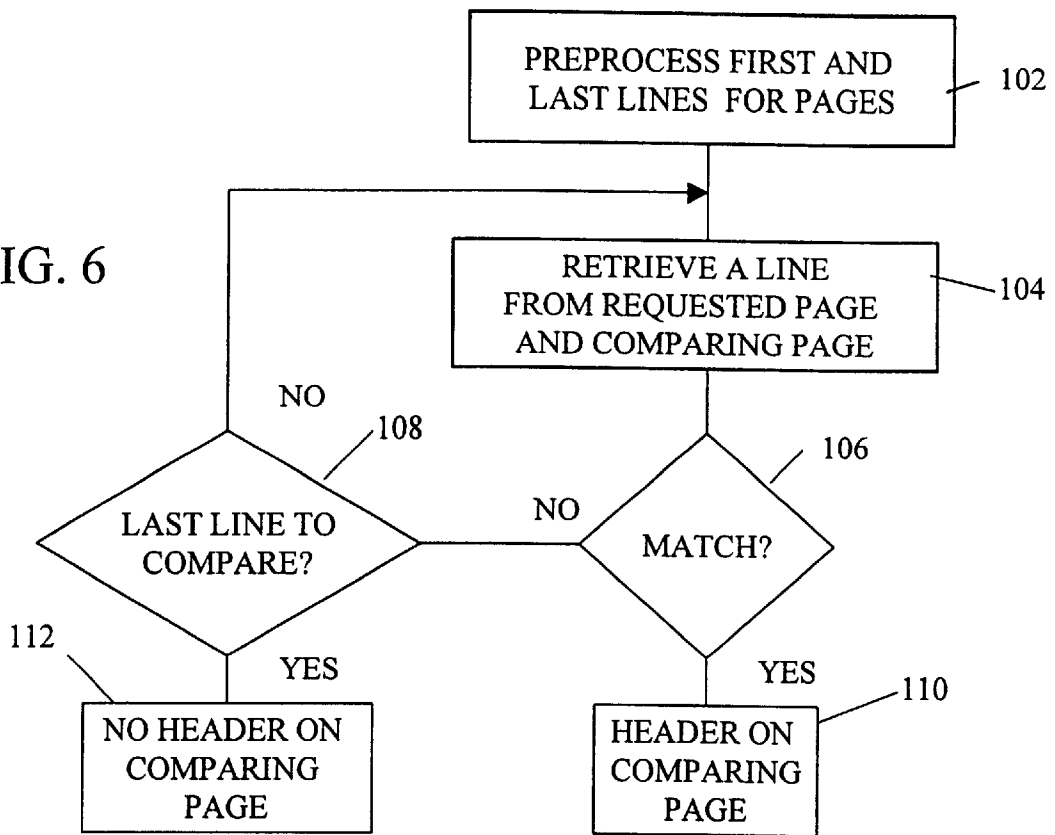 PREPROCESS FIRST AND
LAST LINES FOR PAGES
102
IG. 6
RETRIEVE A LINE
FROM REQUESTED PAGE
AND COMPARING PAGE
104
NO
108
106
LAST LINE TO
COMPARE?
NO
MATCH?
112
YES
YES
110
NO HEADER ON
COMPARING
PAGE
HEADER ON
COMPARING
PAGE